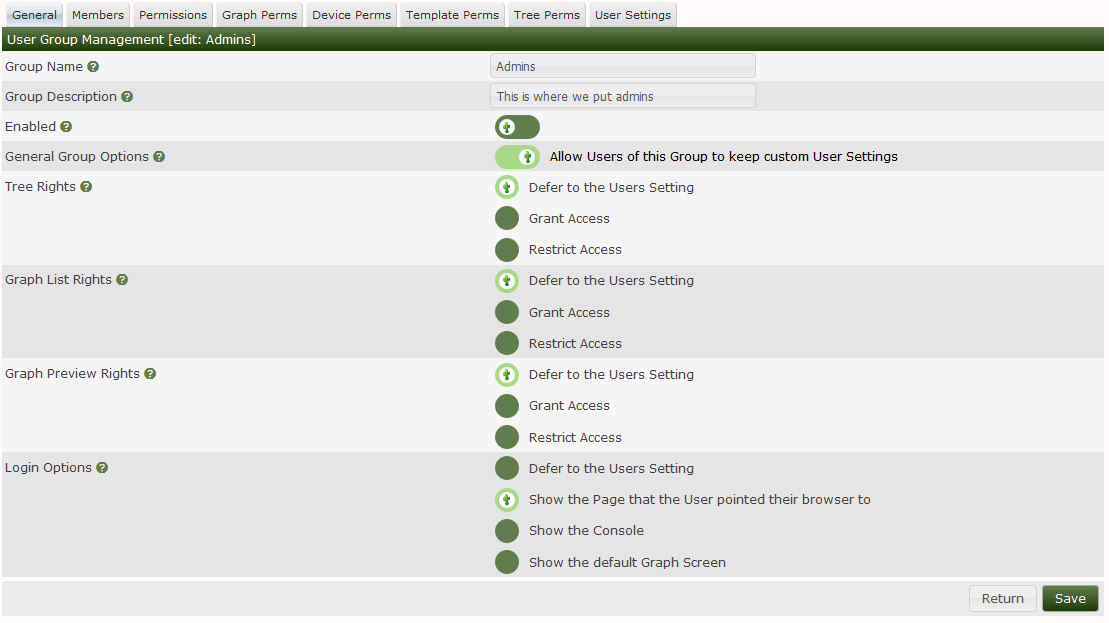 General Members Permissions Graph Perms Device Perms Template Perms Tree Perms User Settings
User Group Management [edit: Admins]
Group Name ? Admins
Group Description ? This is where we put admins
Enabled ?
General Group Options ? Allow Users of this Group to keep custom User Settings
Tree Rights ? Defer to the Users Setting
Grant Access
Restrict Access
Graph List Rights ? Defer to the Users Setting
Grant Access
Restrict Access
Graph Preview Rights ? Defer to the Users Setting
Grant Access
Restrict Access
Login Options ? Defer to the Users Setting
Show the Page that the User pointed their browser to
Show the Console
Show the default Graph Screen
Return Save